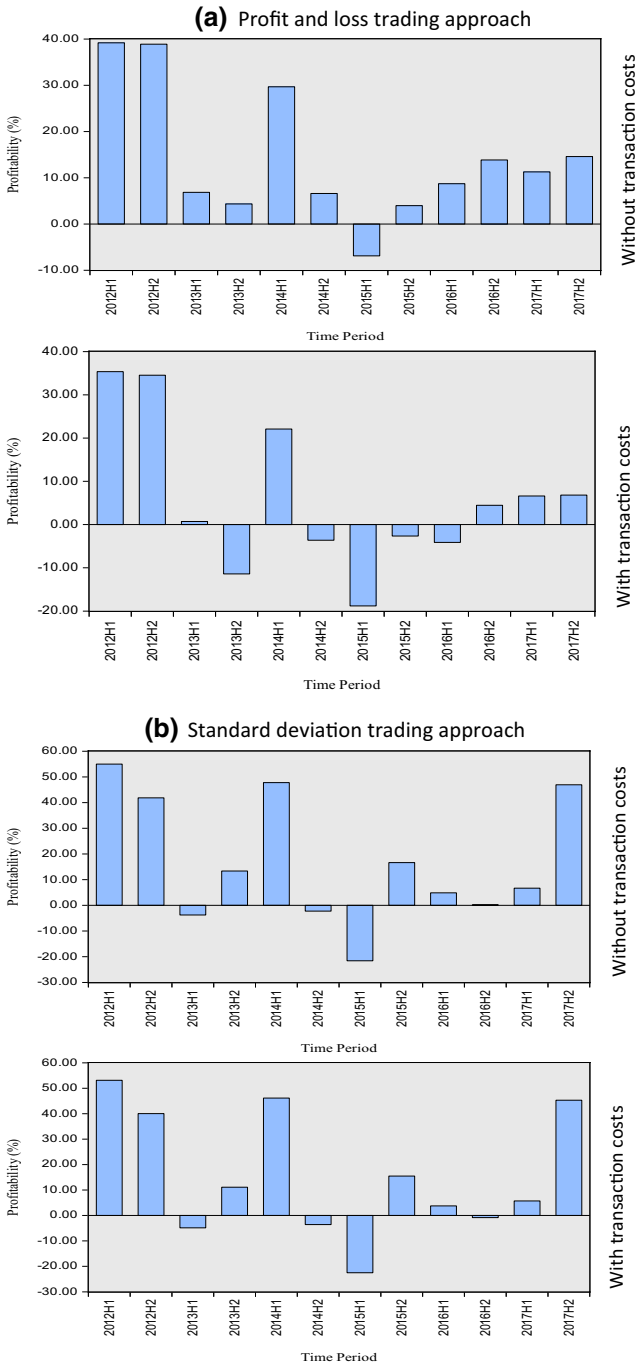 (a) Profit and loss trading approach
40.00
30.00
20.00
10.00
0.00
-10.00
Profitability (%)
Without transaction costs
2012H1
2012H2
2013H1
2013H2
2014H1
2014H2
2015H1
2015H2
2016H1
2016H2
2017H1
2017H2
Time Period
40.00
30.00
20.00
10.00
0.00
-10.00
-20.00
Profitability (%)
With transaction costs
2012H1
2012H2
2013H1
2013H2
2014H1
2014H2
2015H1
2015H2
2016H1
2016H2
2017H1
2017H2
Time Period
(b) Standard deviation trading approach
60.00
50.00
40.00
30.00
20.00
10.00
0.00
-10.00
-20.00
-30.00
Profitability (%)
Without transaction costs
2012H1
2012H2
2013H1
2013H2
2014H1
2014H2
2015H1
2015H2
2016H1
2016H2
2017H1
2017H2
Time Period
60.00
50.00
40.00
30.00
20.00
10.00
0.00
-10.00
-20.00
-30.00
Profitability (%)
With transaction costs
2012H1
2012H2
2013H1
2013H2
2014H1
2014H2
2015H1
2015H2
2016H1
2016H2
2017H1
2017H2
Time Period